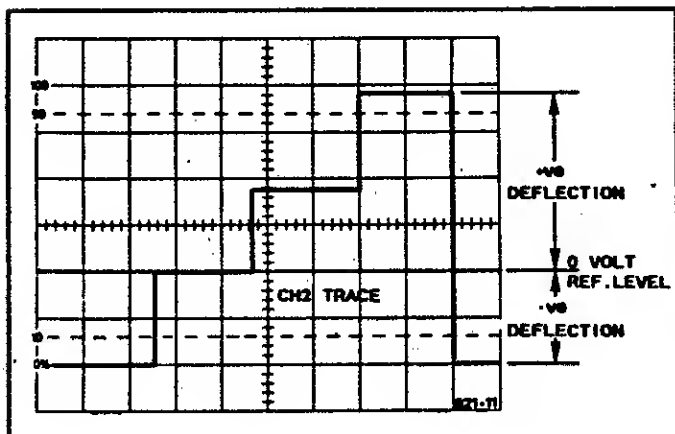 100
90
+VE
DEFLECTION
0 VOLT
REF.LEVEL
CH2 TRACE
-VE
DEFLECTION
10
0%
821-11